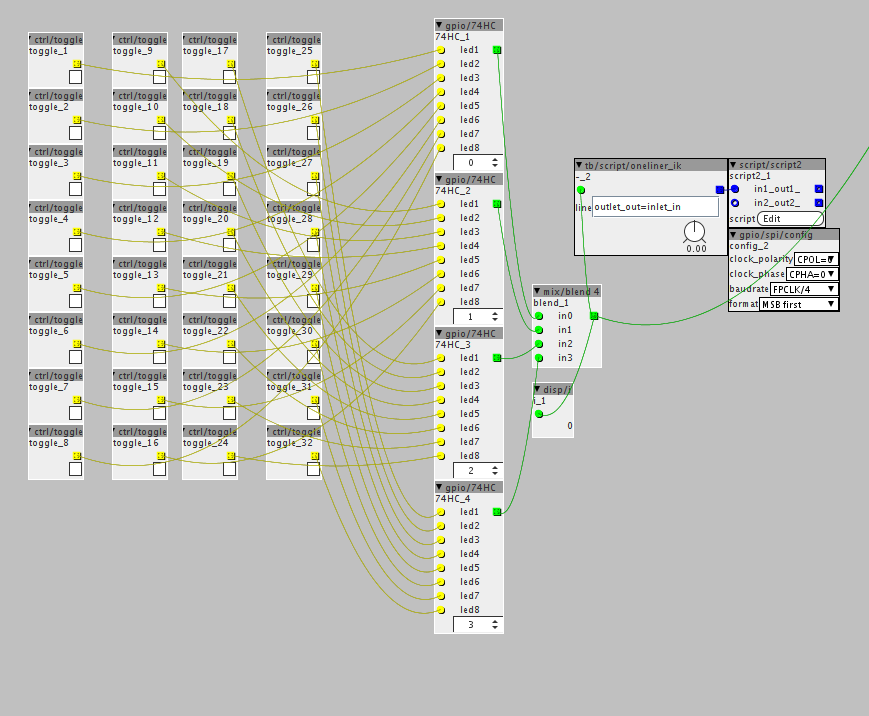 ctrl/toggle
toggle_1
ctrl/toggle
toggle_2
ctrl/toggle
toggle_3
ctrl/toggle
toggle_4
ctrl/toggle
toggle_5
ctrl/toggle
toggle_6
ctrl/toggle
toggle_7
ctrl/toggle
toggle_8
ctrl/toggle
toggle_9
ctrl/toggle
toggle_10
ctrl/toggle
toggle_11
ctrl/toggle
toggle_12
ctrl/toggle
toggle_13
ctrl/toggle
toggle_14
ctrl/toggle
toggle_15
ctrl/toggle
toggle_16
ctrl/toggle
toggle_17
ctrl/toggle
toggle_18
ctrl/toggle
toggle_19
ctrl/toggle
toggle_20
ctrl/toggle
toggle_21
ctrl/toggle
toggle_22
ctrl/toggle
toggle_23
ctrl/toggle
toggle_24
ctrl/toggle
toggle_25
ctrl/toggle
toggle_26
ctrl/toggle
toggle_27
ctrl/toggle
toggle_28
ctrl/toggle
toggle_29
ctrl/toggle
toggle_30
ctrl/toggle
toggle_31
ctrl/toggle
toggle_32
gpio/74HC
74HC_1
led1
led2
led3
led4
led5
led6
led7
led8
0
gpio/74HC
74HC_2
led1
led2
led3
led4
led5
led6
led7
led8
1
gpio/74HC
74HC_3
led1
led2
led3
led4
led5
led6
led7
led8
2
gpio/74HC
74HC_4
led1
led2
led3
led4
led5
led6
led7
led8
3
tb/script/oneliner_ik
-_2
line outlet_out=inlet_in
0.00
script/script2
script2_1
in1_out1_
in2_out2_
script Edit
gpio/spi/config
config_2
clock_polarity CPOL=0
clock_phase CPHA=0
baudrate FPCLK/4
format MSB first
mix/blend 4
blend_1
in0
in1
in2
in3
disp/i
i_1
0